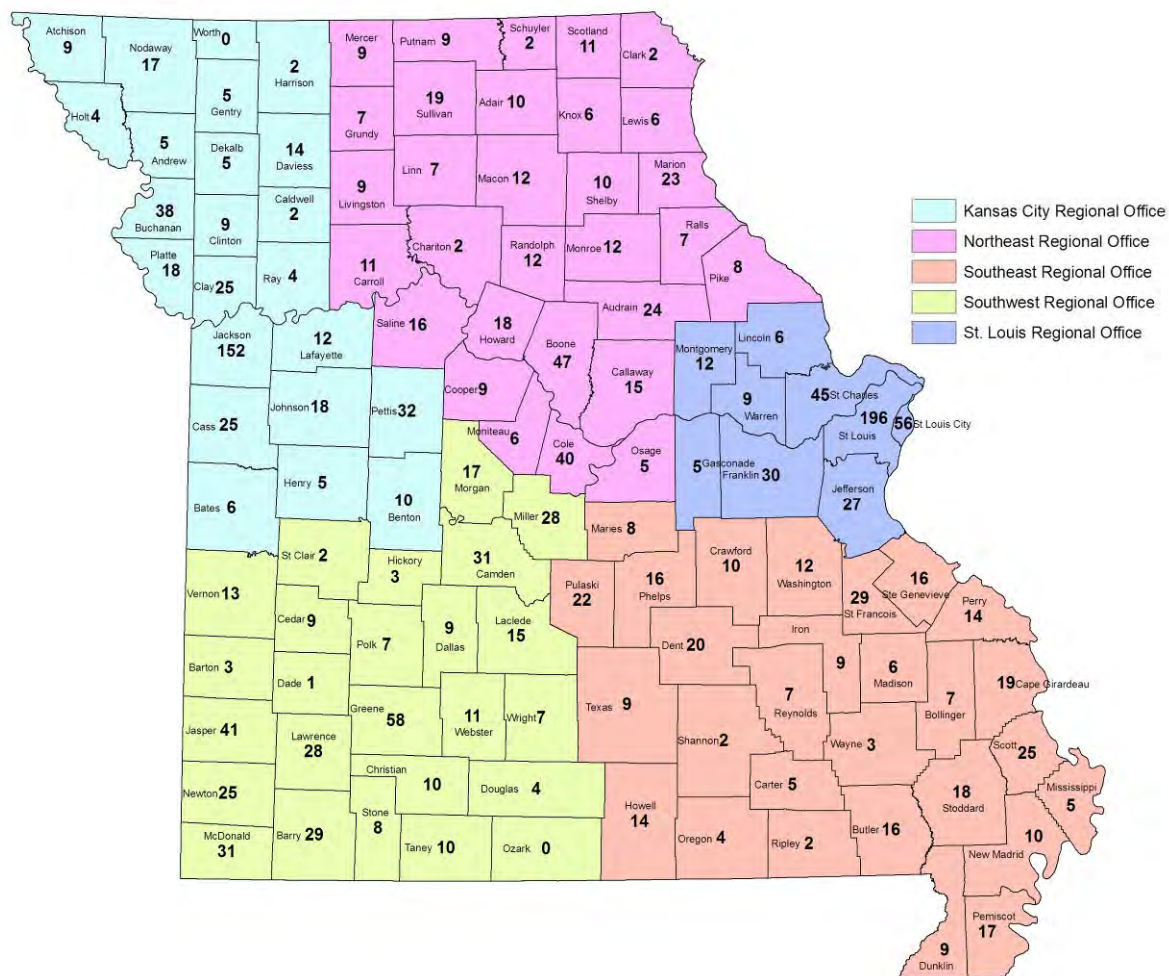 Atchison
9
Nodaway
17
Worth 0
2
Harrison
Mercer
9
Putnam 9
Schuyler
2
Scotland
11
Clark 2
Holt 4
5
Gentry
7
Grundy
19
Sullivan
Adair 10
Knox 6
Lewis 6
5
Andrew
Dekalb
5
14
Daviess
9
Livingston
Linn 7
Macon 12
10
Shelby
Marion
23
38
Buchanan
9
Clinton
Caldwell
2
Chariton 2
Randolph
12
Monroe 12
Ralls
7
Pike 8
Platte
18
Clay 25
Ray 4
11
Carroll
Kansas City Regional Office
Northeast Regional Office
Southeast Regional Office
Southwest Regional Office
St. Louis Regional Office
Jackson
152
12
Lafayette
Saline 16
18
Howard
Boone
47
Audrain
24
Callaway
15
Montgomery
12
Lincoln 6
9
Warren
45 St Charles
196
St Louis
56 St Louis City
Cass 25
Johnson 18
Pettis 32
Cooper 9
Moniteau
6
Cole
40
Osage
5
5 Gasconade
Franklin 30
Jefferson
27
Bates 6
Henry 5
10
Benton
17
Morgan
Miller 28
Maries 8
Vernon 13
St Clair 2
Hickory
3
31
Camden
Pulaski
22
16
Phelps
Crawford
10
12
Washington
29
St Francois
16
Ste Genevieve
Perry
14
Cedar 9
Polk 7
9
Dallas
Laclede
15
Dent 20
Iron
9
6
Madison
7
Bollinger
19 Cape Girardeau
Barton 3
Dade 1
Greene
58
11
Webster
Wright 7
Texas 9
7
Reynolds
Jasper 41
Lawrence
28
Shannon 2
Wayne 3
Scott
25
Mississippi
5
Newton 25
Christian
10
Douglas 4
Howell
14
Carter 5
18
Stoddard
McDonald
31
Barry 29
Stone
8
Taney 10
Ozark 0
Oregon 4
Ripley 2
Butler 16
10
New Madrid
9
Dunklin
Pemiscot
17